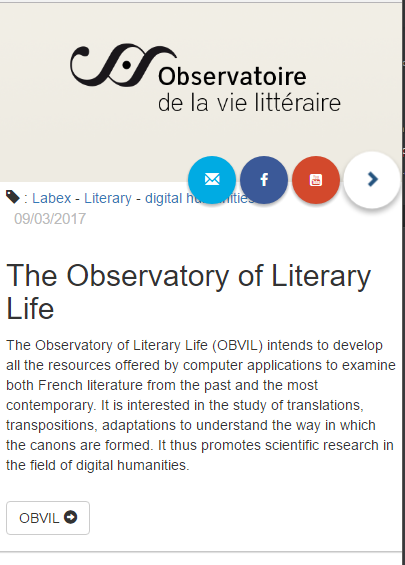 Observatoire
de la vie littéraire
: Labex - Literary - digital humanities
09/03/2017
The Observatory of Literary
Life
The Observatory of Literary Life (OBVIL) intends to develop
all the resources offered by computer applications to examine
both French literature from the past and the most
contemporary. It is interested in the study of translations,
transpositions, adaptations to understand the way in which
the canons are formed. It thus promotes scientific research in
the field of digital humanities.
OBVIL